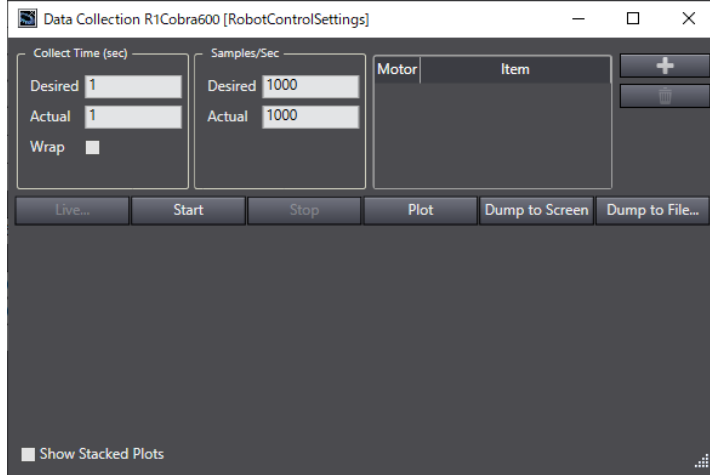 Data Collection R1Cobra600 [RobotControlSettings]
Collect Time (sec)
Desired 1
Actual 1
Wrap
Samples/Sec
Desired 1000
Actual 1000
Motor Item
Live... Start Stop Plot Dump to Screen Dump to File...
Show Stacked Plots